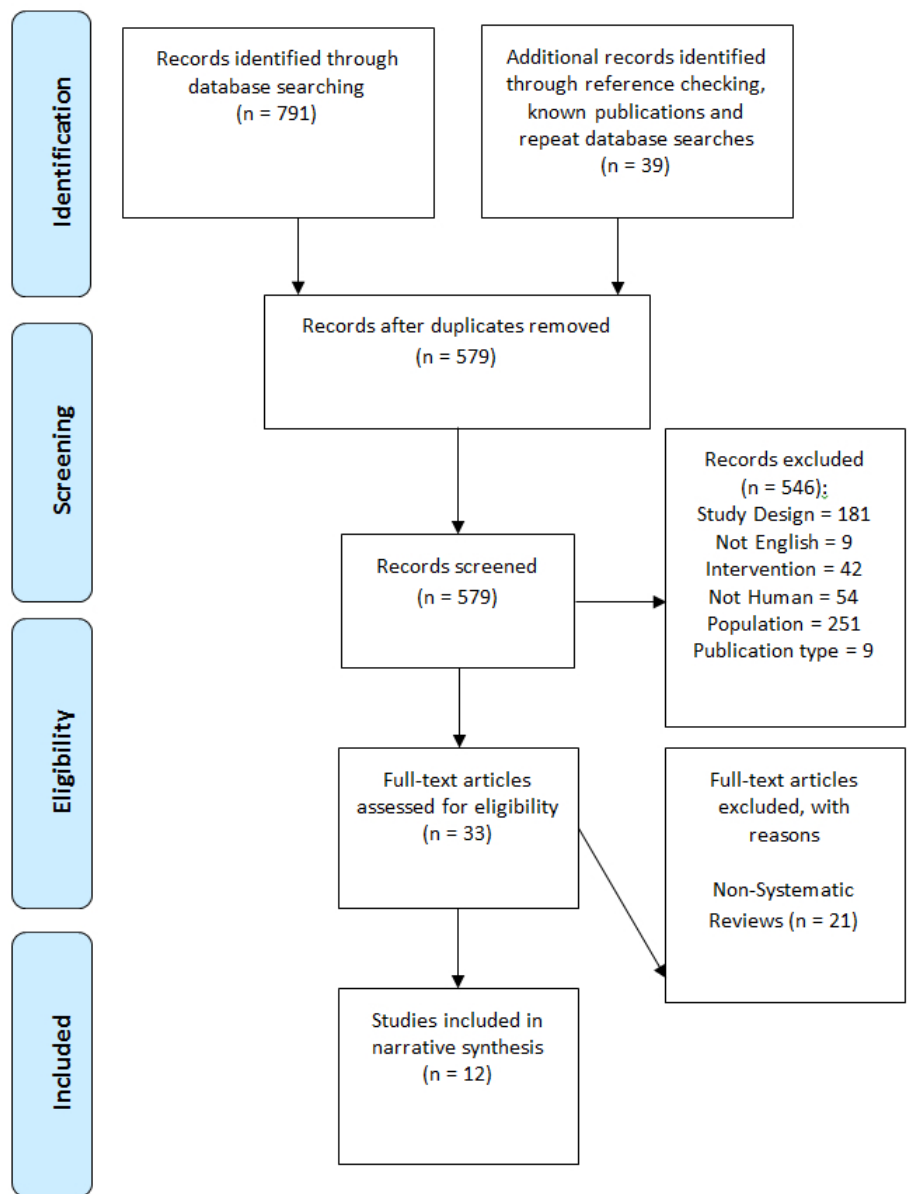 Identification
Records identified through
database searching
(n = 791)
Additional records identified
through reference checking,
known publications and
repeat database searches
(n = 39)
Records after duplicates removed
(n = 579)
Screening
Records screened
(n = 579)
Records excluded
(n = 546):
Study Design = 181
Not English = 9
Intervention = 42
Not Human = 54
Population = 251
Publication type = 9
Eligibility
Full-text articles
assessed for eligibility
(n = 33)
Full-text articles
excluded, with
reasons
Non-Systematic
Reviews (n = 21)
Included
Studies included in
narrative synthesis
(n = 12)